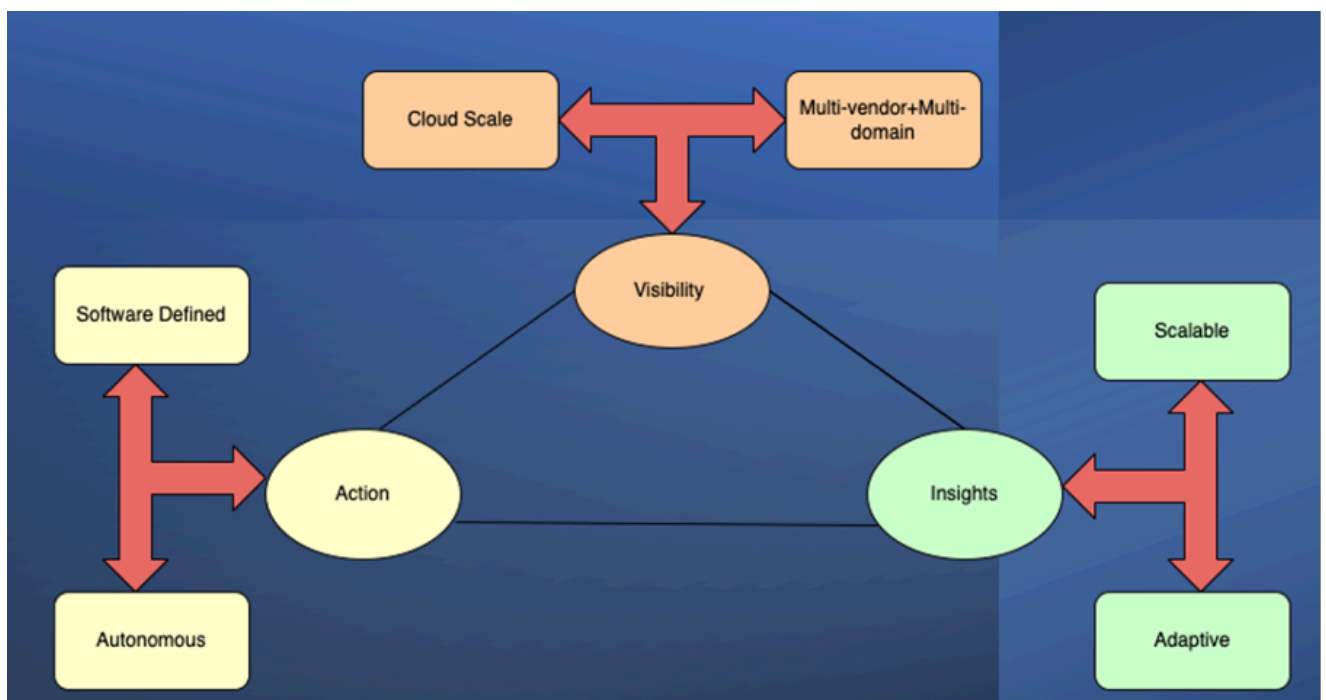 Cloud Scale
Multi-vendor+Multi-
domain
Visibility
Software Defined
Scalable
Action
Insights
Autonomous
Adaptive